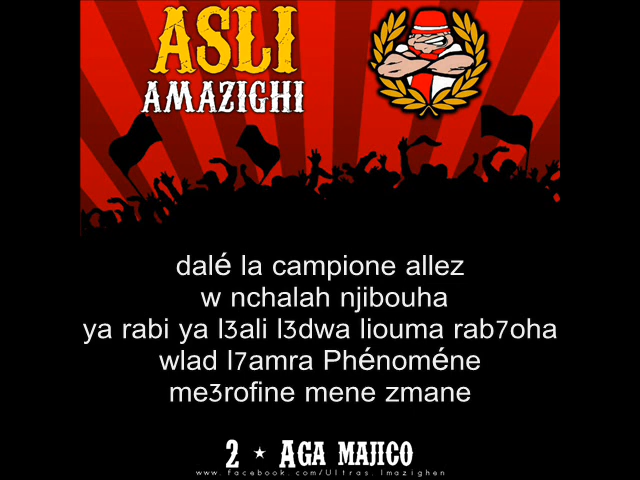 ASLI
AMAZIGHI
dalé la campione allez
w nchalah njibouha
ya rabi ya l3ali l3dwa liouma rab7oha
wlad l7amra Phénoméne
me3rofine mene zmane
2 ★ AGA MAJICO
www.facebook.com/Ultras.Imazighen